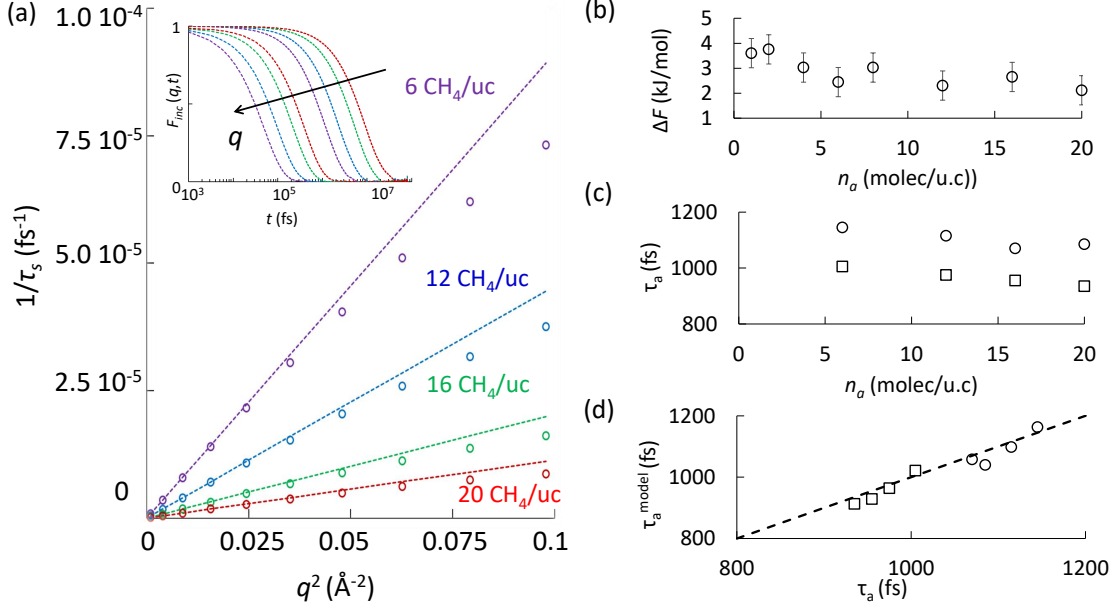 (a)
1.0 10⁻⁴
7.5 10⁻⁵
5.0 10⁻⁵
2.5 10⁻⁵
0
1/τₛ (fs⁻¹)
0 0.025 0.05 0.075 0.1
q² (Å⁻²)
6 CH₄/uc
12 CH₄/uc
16 CH₄/uc
20 CH₄/uc
1
0
F_inc (q,t)
q
10³ 10⁵ 10⁷
t (fs)
(b)
5
4
3
2
1
ΔF (kJ/mol)
0 5 10 15 20
nₐ (molec/u.c))
(c)
1200
1000
800
τₐ (fs)
0 5 10 15 20
nₐ (molec/u.c)
(d)
1200
1000
800
τₐ^model (fs)
800 1000 1200
τₐ (fs)